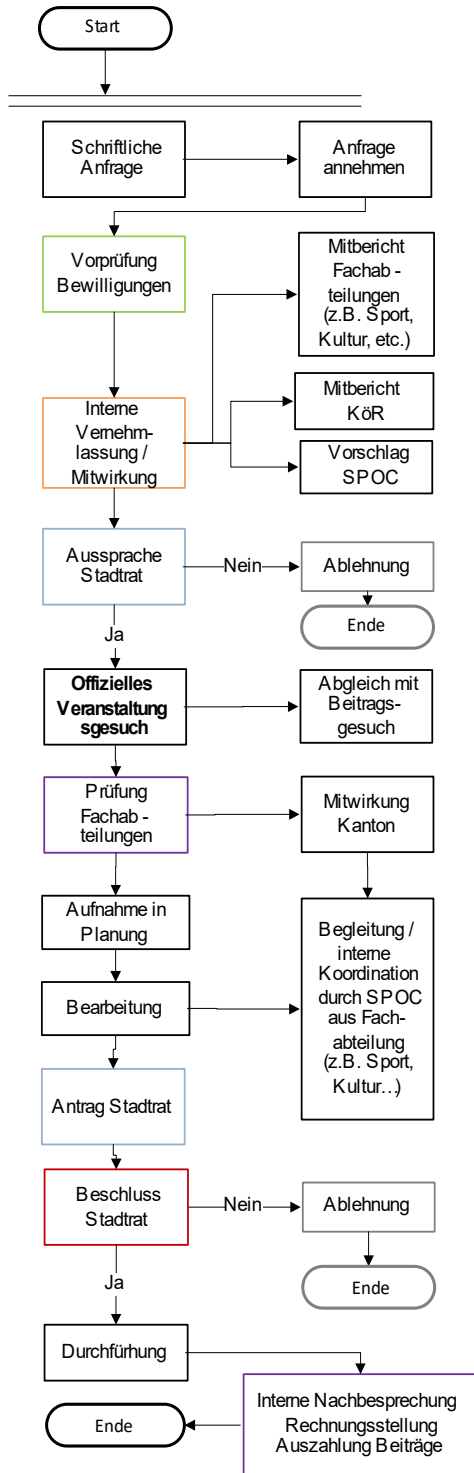 Start
Schriftliche
Anfrage
Anfrage
annehmen
Vorprüfung
Bewilligungen
Mitbericht
Fachab -
teilungen
(z.B. Sport,
Kultur, etc.)
Interne
Vernehm-
lassung /
Mitwirkung
Mitbericht
KöR
Vorschlag
SPOC
Aussprache
Stadtrat
Nein
Ablehnung
Ende
Ja
Offizielles
Veranstaltung
sgesuch
Abgleich mit
Beitrags-
gesuch
Prüfung
Fachab -
teilungen
Mitwirkung
Kanton
Aufnahme in
Planung
Begleitung /
interne
Koordination
durch SPOC
aus Fach-
abteilung
(z.B. Sport,
Kultur…)
Bearbeitung
Antrag Stadtrat
Beschluss
Stadtrat
Nein
Ablehnung
Ende
Ja
Durchfürhung
Interne Nachbesprechung
Rechnungsstellung
Auszahlung Beiträge
Ende